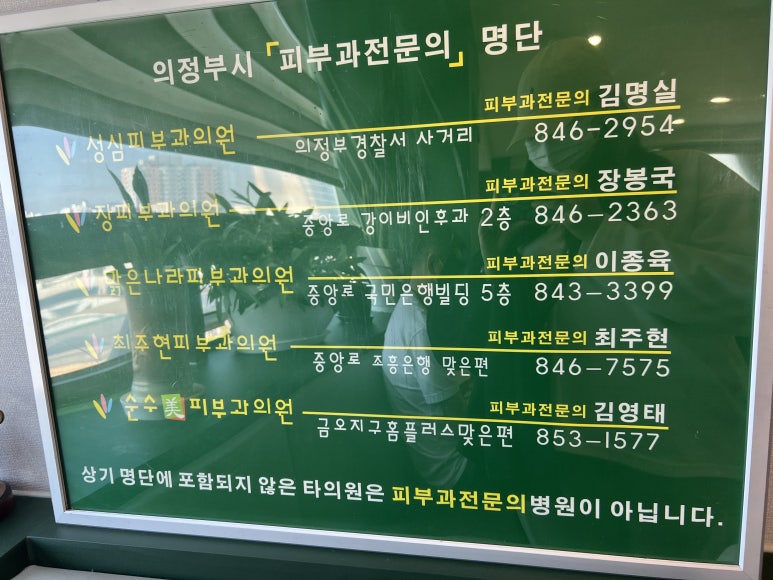 의정부시 「피부과전문의」 명단
성심피부과의원 피부과전문의 김명실
의정부경찰서 사거리 846-2954
장피부과의원 피부과전문의 장봉국
중앙로 강이비인후과 2층 846-2363
맑은나라피부과의원 피부과전문의 이종육
중앙로 국민은행빌딩 5층 843-3399
최주현피부과의원 피부과전문의 최주현
중앙로 조흥은행 맞은편 846-7575
순수美피부과의원 피부과전문의 김영태
금오지구홈플러스맞은편 853-1577
상기 명단에 포함되지 않은 타의원은 피부과전문의병원이 아닙니다.